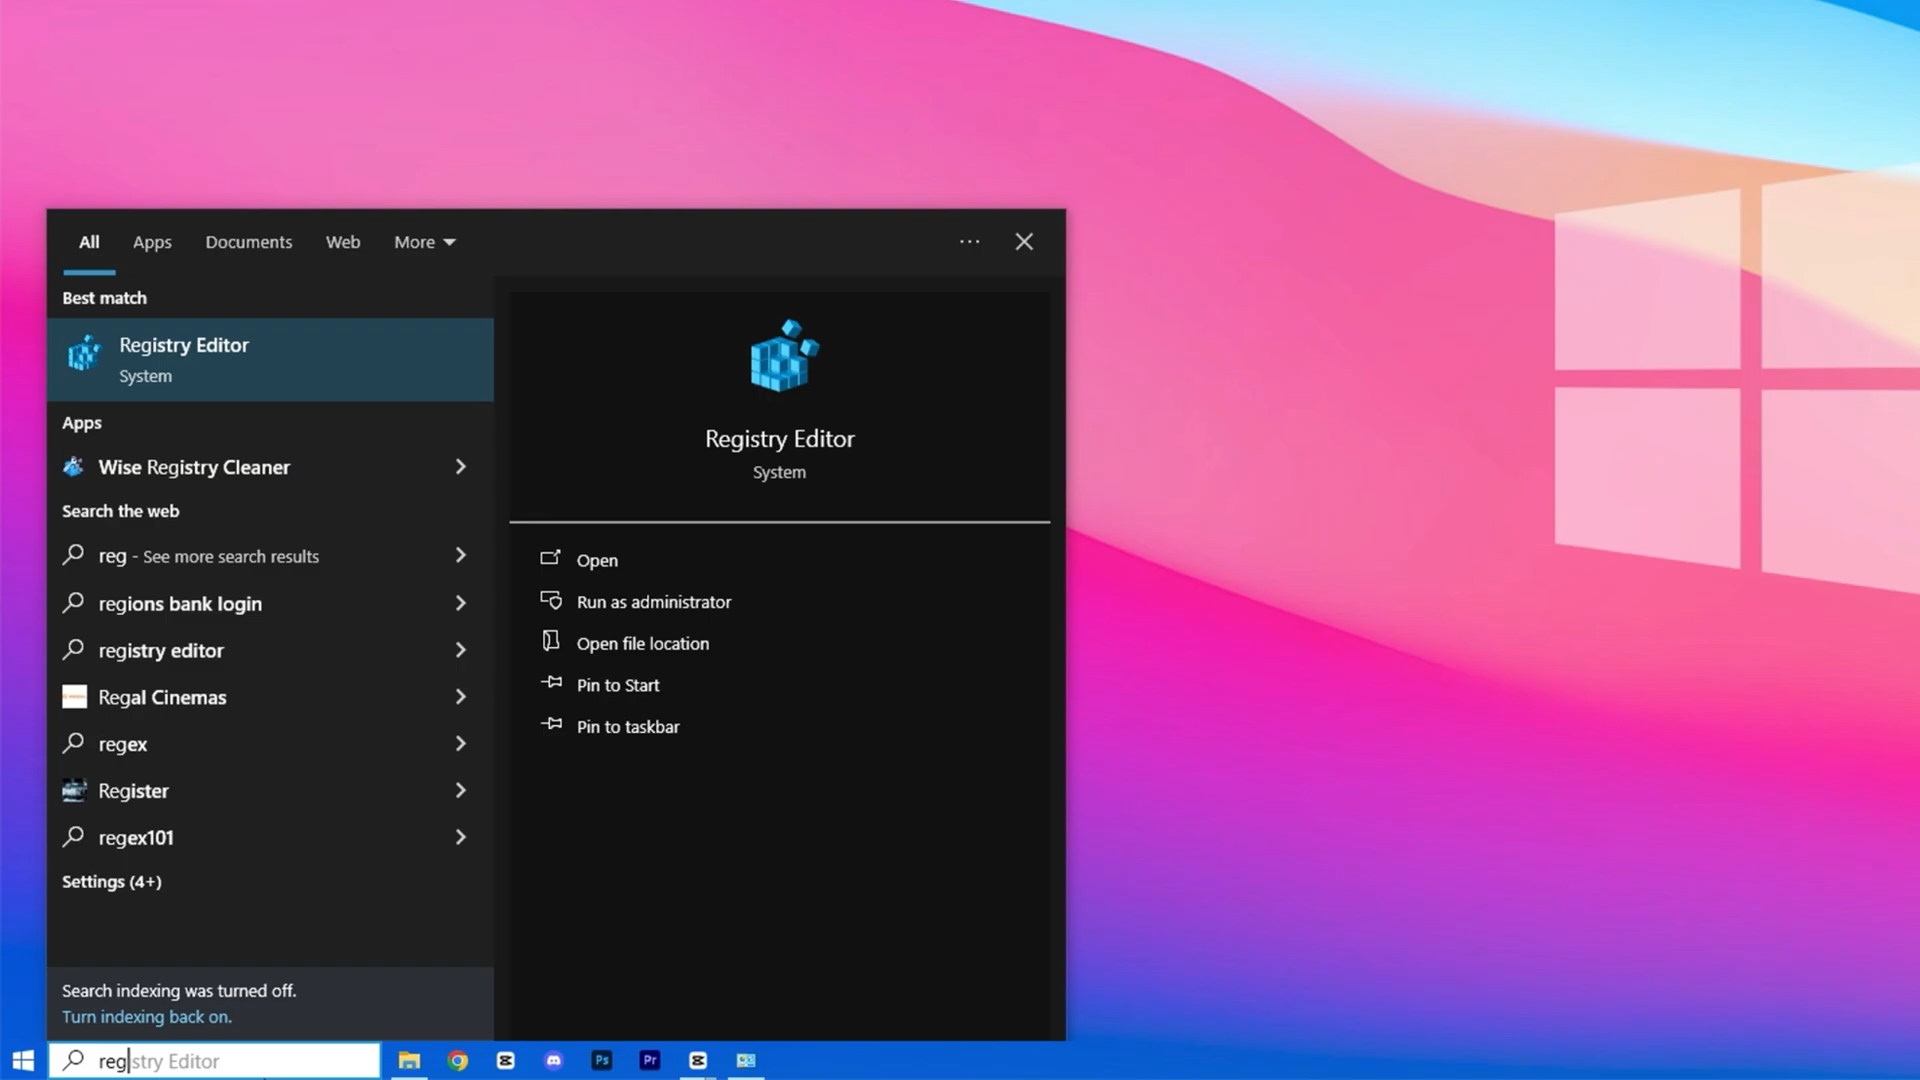 All Apps Documents Web More
Best match
Registry Editor
System
Apps
Wise Registry Cleaner
Search the web
reg - See more search results
regions bank login
registry editor
Regal Cinemas
regex
Register
regex101
Settings (4+)
Search indexing was turned off.
Turn indexing back on.
Registry Editor
System
Open
Run as administrator
Open file location
Pin to Start
Pin to taskbar
registry Editor
Ps
Pr